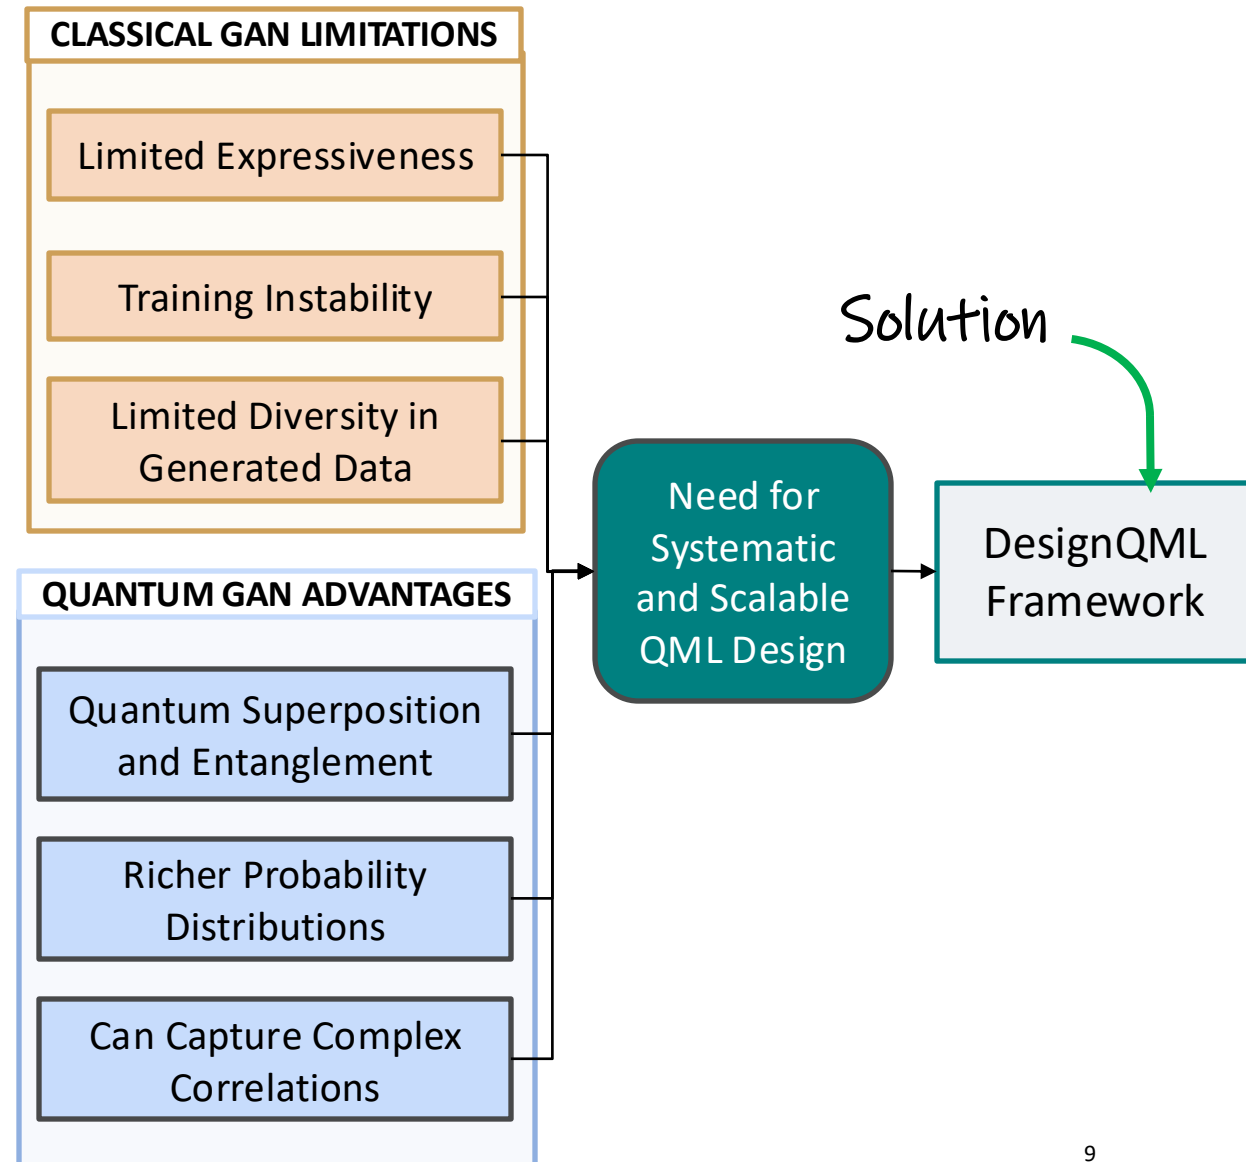 CLASSICAL GAN LIMITATIONS
Limited Expressiveness
Training Instability
Limited Diversity in
Generated Data
QUANTUM GAN ADVANTAGES
Quantum Superposition
and Entanglement
Richer Probability
Distributions
Can Capture Complex
Correlations
Need for
Systematic
and Scalable
QML Design
Solution
DesignQML
Framework
9